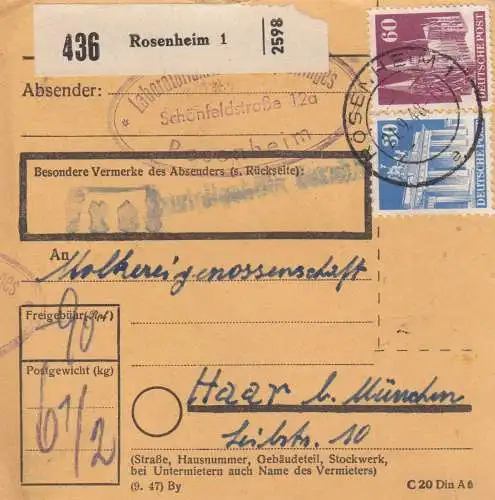 436 Rosenheim 1 2598
60 DEUTSCHE POST
ROSENHEIM
Absender:
Schönfeldstraße 12a
Rosenheim
DEUTSCHE POST
Besondere Vermerke des Absenders (s. Rückseite):
An Molkereigenossenschaft
Freigebühr (Rpf)
90
Postgewicht (kg)
6 1/2
Haar b. München
Leibstr. 10
(Straße, Hausnummer, Gebäudeteil, Stockwerk,
bei Untermietern auch Name des Vermieters)
(9. 47) By
C 20 Din A 6